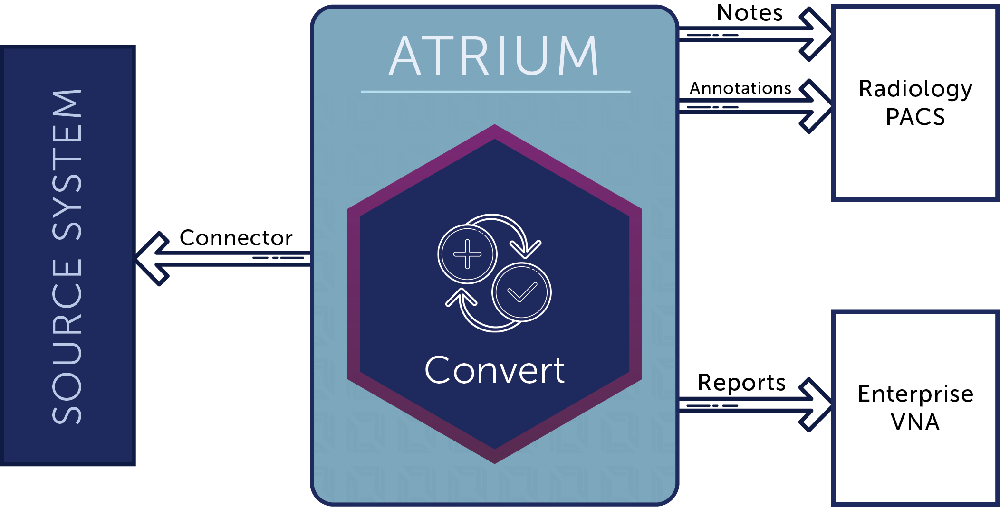 SOURCE SYSTEM
Connector
ATRIUM
Convert
Notes
Annotations
Radiology
PACS
Reports
Enterprise
VNA